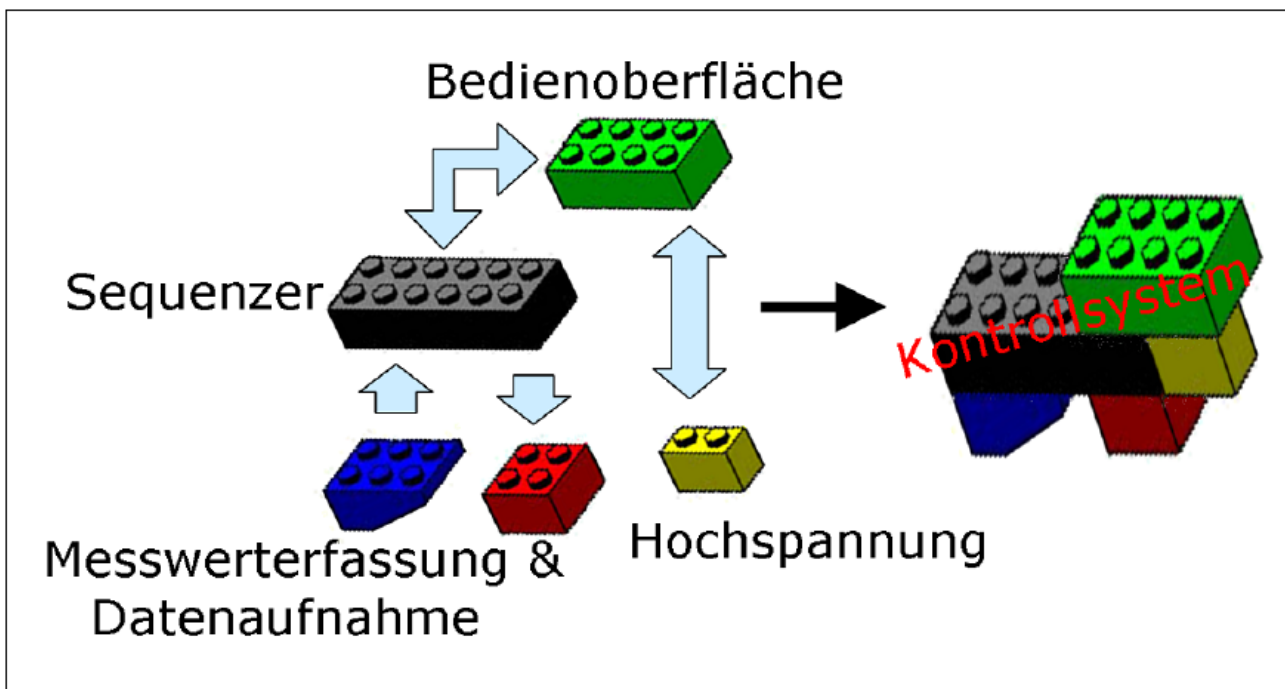 Bedienoberfläche
Sequenzer
Kontrollsystem
Messwerterfassung &
Datenaufnahme
Hochspannung